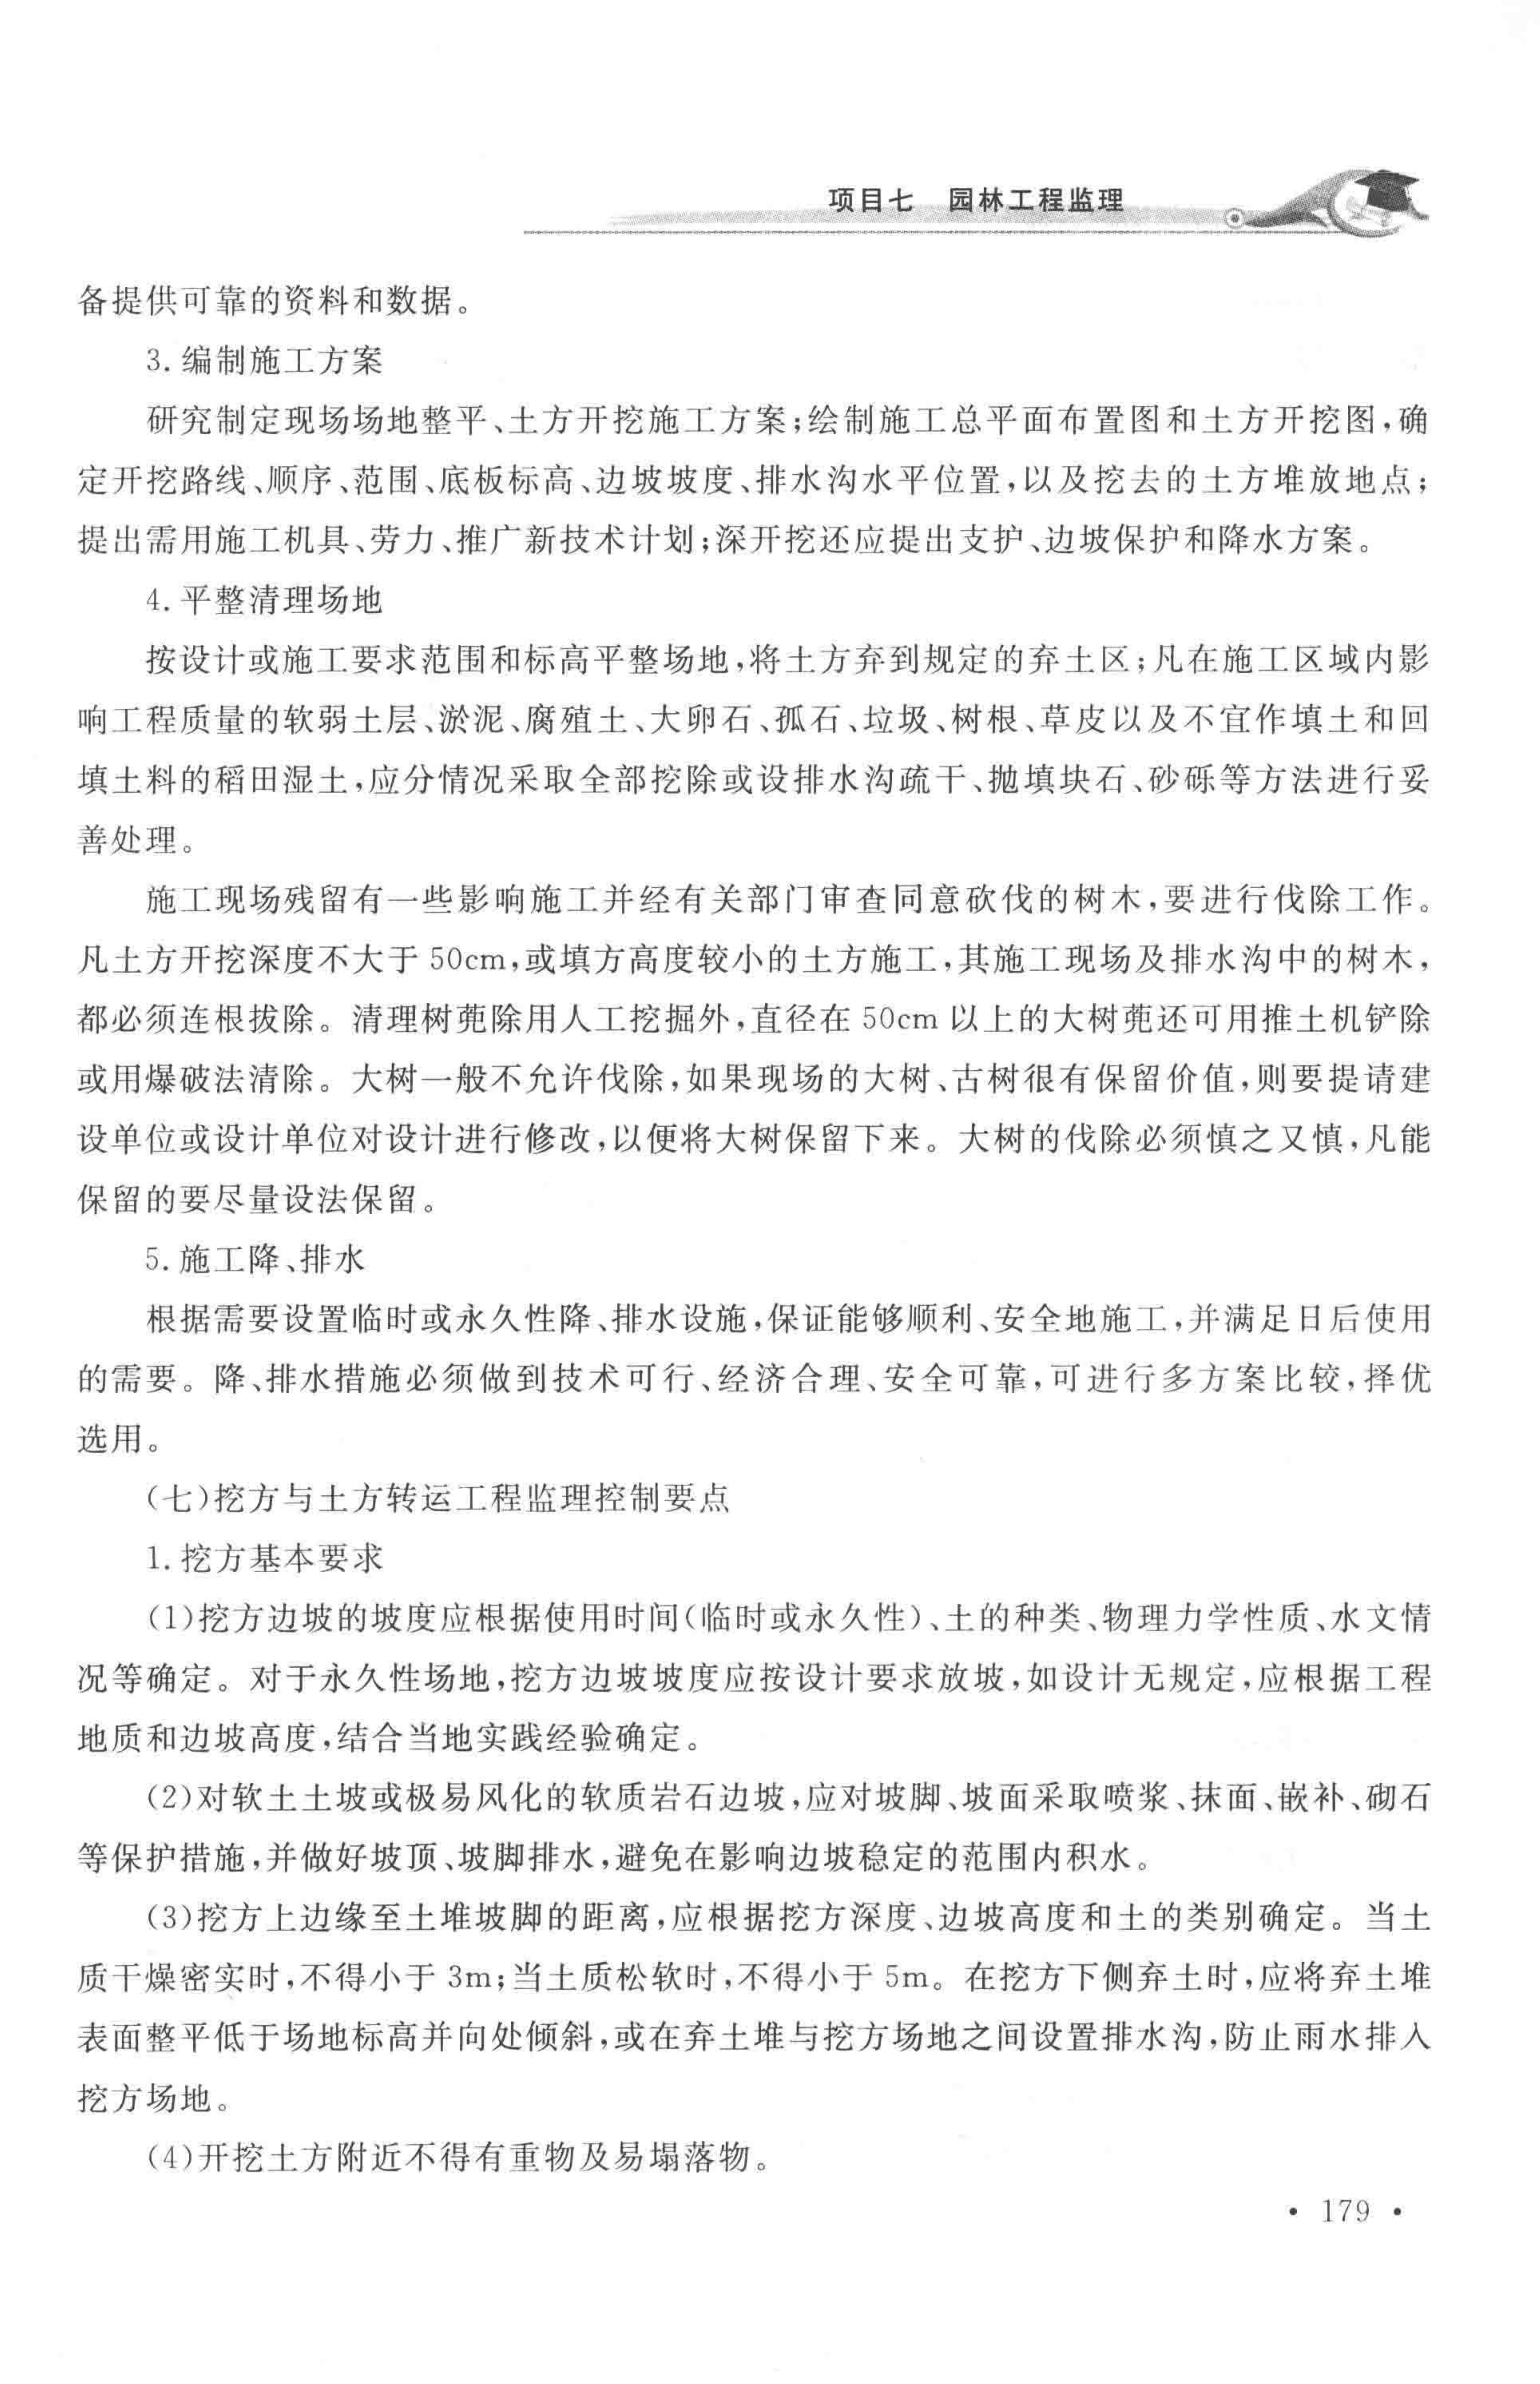 项目七　园林工程监理
备提供可靠的资料和数据。
3. 编制施工方案
研究制定现场场地整平、土方开挖施工方案;绘制施工总平面布置图和土方开挖图,确
定开挖路线、顺序、范围、底板标高、边坡坡度、排水沟水平位置,以及挖去的土方堆放地点;
提出需用施工机具、劳力、推广新技术计划;深开挖还应提出支护、边坡保护和降水方案。
4. 平整清理场地
按设计或施工要求范围和标高平整场地,将土方弃到规定的弃土区;凡在施工区域内影
响工程质量的软弱土层、淤泥、腐殖土、大卵石、孤石、垃圾、树根、草皮以及不宜作填土和回
填土料的稻田湿土,应分情况采取全部挖除或设排水沟疏干、抛填块石、砂砾等方法进行妥
善处理。
施工现场残留有一些影响施工并经有关部门审查同意砍伐的树木,要进行伐除工作。
凡土方开挖深度不大于 50cm,或填方高度较小的土方施工,其施工现场及排水沟中的树木,
都必须连根拔除。清理树蔸除用人工挖掘外,直径在 50cm 以上的大树蔸还可用推土机铲除
或用爆破法清除。大树一般不允许伐除,如果现场的大树、古树很有保留价值,则要提请建
设单位或设计单位对设计进行修改,以便将大树保留下来。大树的伐除必须慎之又慎,凡能
保留的要尽量设法保留。
5. 施工降、排水
根据需要设置临时或永久性降、排水设施,保证能够顺利、安全地施工,并满足日后使用
的需要。降、排水措施必须做到技术可行、经济合理、安全可靠,可进行多方案比较,择优
选用。
(七)挖方与土方转运工程监理控制要点
1. 挖方基本要求
(1)挖方边坡的坡度应根据使用时间(临时或永久性)、土的种类、物理力学性质、水文情
况等确定。对于永久性场地,挖方边坡坡度应按设计要求放坡,如设计无规定,应根据工程
地质和边坡高度,结合当地实践经验确定。
(2)对软土土坡或极易风化的软质岩石边坡,应对坡脚、坡面采取喷浆、抹面、嵌补、砌石
等保护措施,并做好坡顶、坡脚排水,避免在影响边坡稳定的范围内积水。
(3)挖方上边缘至土堆坡脚的距离,应根据挖方深度、边坡高度和土的类别确定。当土
质干燥密实时,不得小于 3m;当土质松软时,不得小于 5m。在挖方下侧弃土时,应将弃土堆
表面整平低于场地标高并向处倾斜,或在弃土堆与挖方场地之间设置排水沟,防止雨水排入
挖方场地。
(4)开挖土方附近不得有重物及易塌落物。
• 179 •